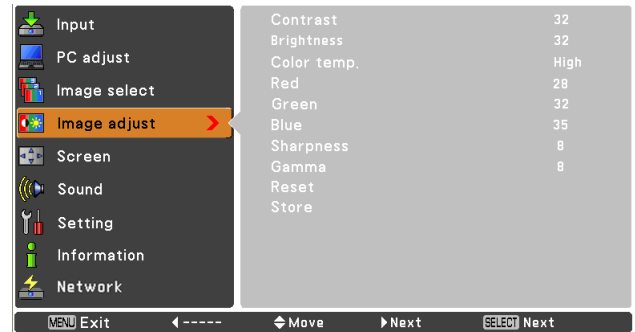 Input
PC adjust
Image select
Image adjust
Screen
Sound
Setting
Information
Network
Contrast 32
Brightness 32
Color temp. High
Red 28
Green 32
Blue 35
Sharpness 8
Gamma 8
Reset
Store
MENU Exit ----- Move Next SELECT Next